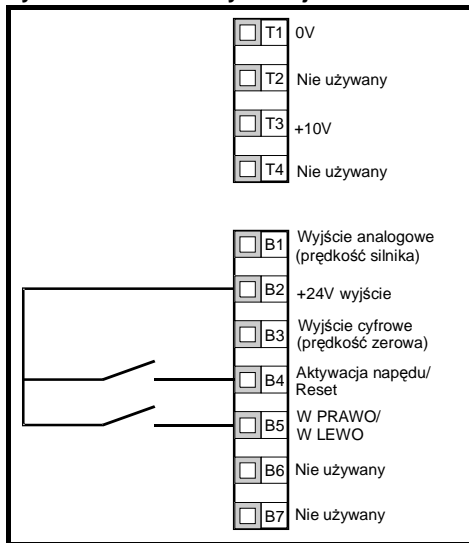 T1 0V
T2 Nie używany
T3 +10V
T4 Nie używany
B1 Wyjście analogowe
(prędkość silnika)
B2 +24V wyjście
B3 Wyjście cyfrowe
(prędkość zerowa)
B4 Aktywacja napędu/
Reset
B5 W PRAWO/
W LEWO
B6 Nie używany
B7 Nie używany